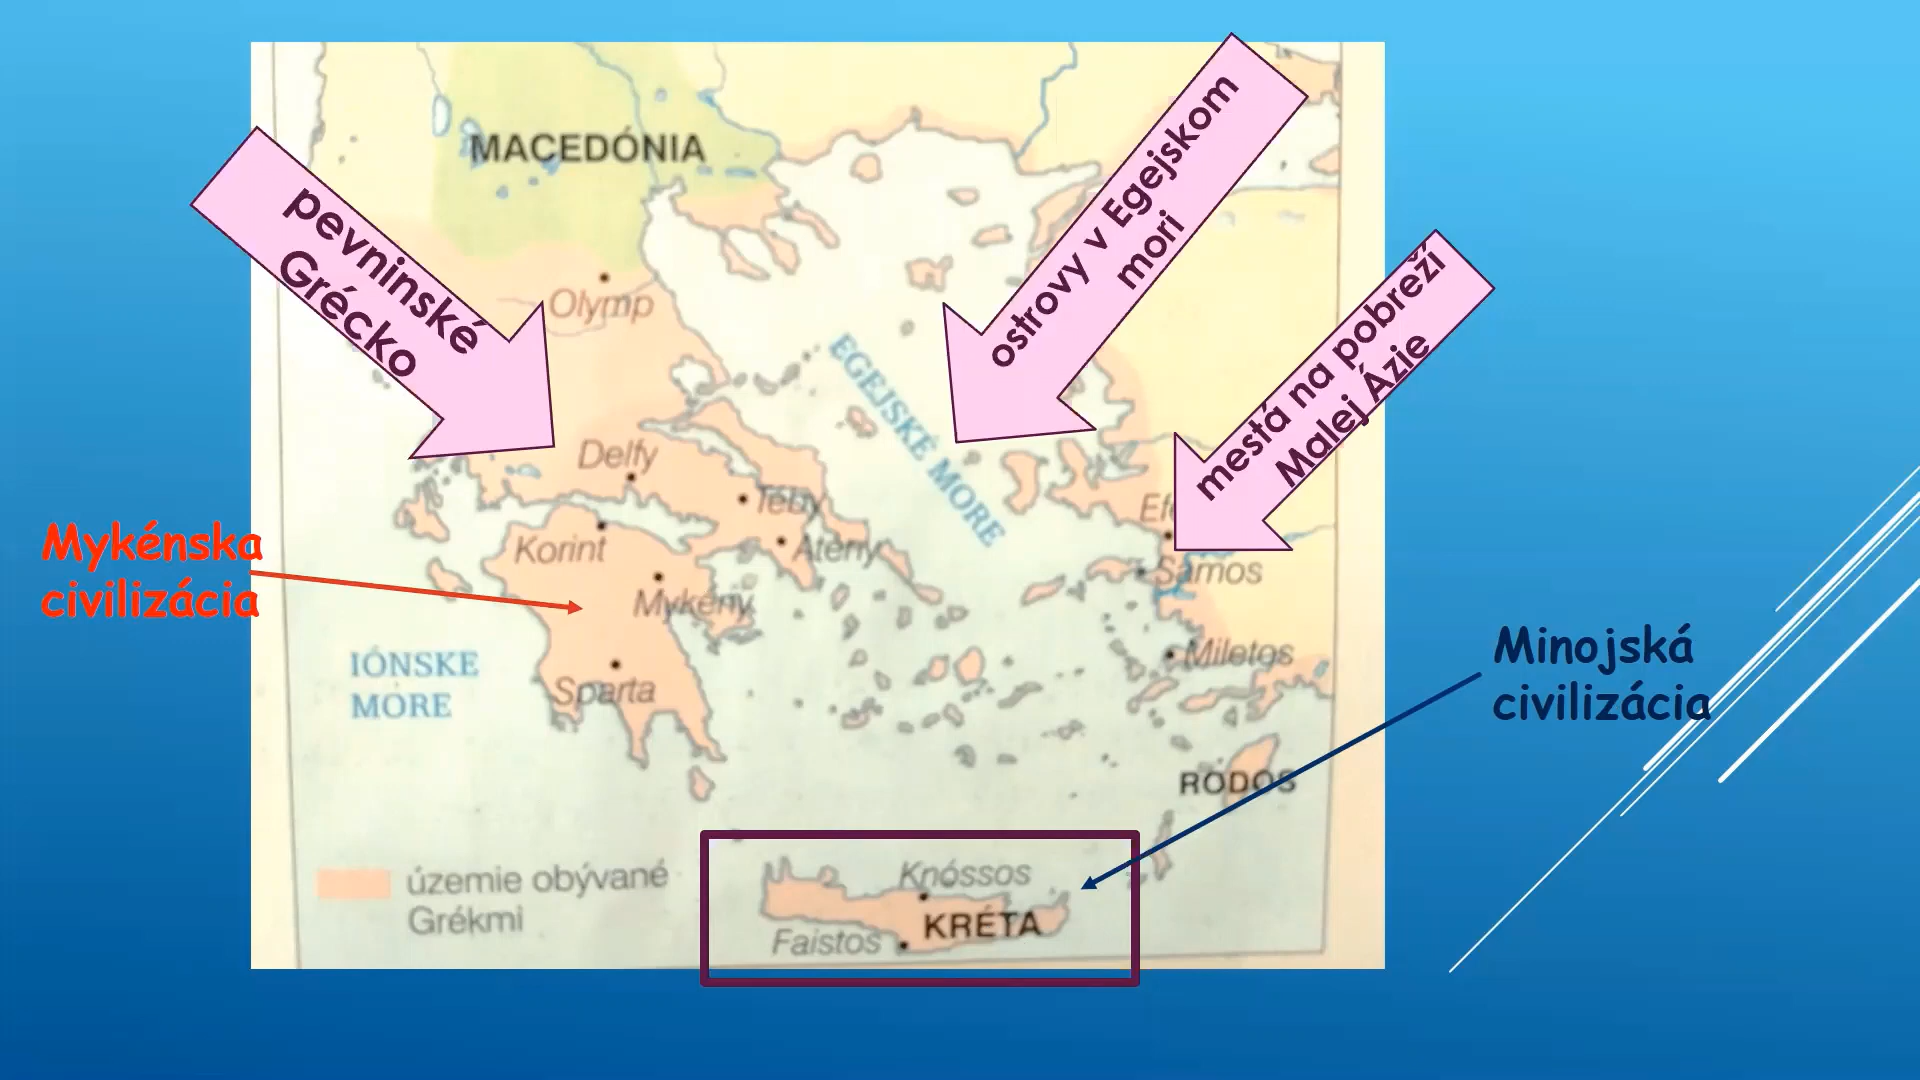 MACEDÓNIA
pevninské
Grécko
ostrovy v Egejskom
mori
mestá na pobreží
Malej Ázie
Olymp
EGEJSKÉ MORE
Delfy
Téby
Korint
Atény
Mykény
Samos
Mykénska
civilizácia
IÓNSKE
MORE
Sparta
Miletos
Minojská
civilizácia
RODOS
územie obývané
Grékmi
Knóssos
KRÉTA
Faistos